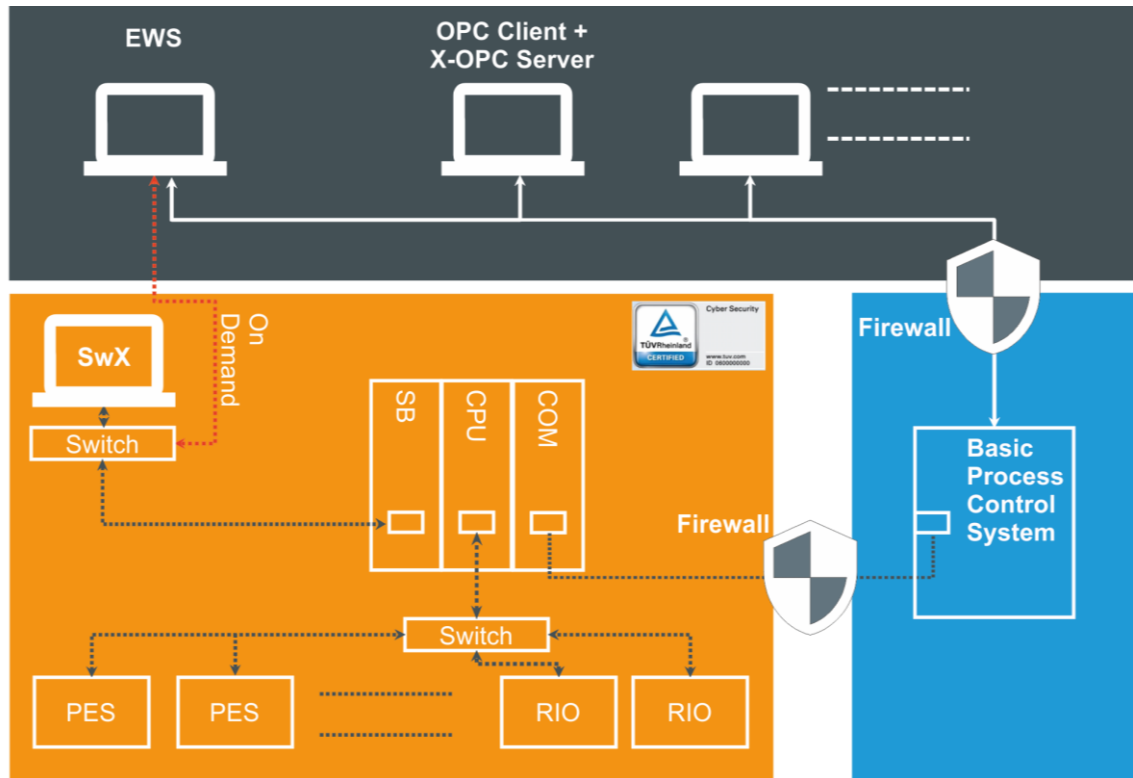 EWS
OPC Client +
X-OPC Server
Firewall
On
Demand
SwX
Switch
SB
CPU
COM
TÜVRheinland
®
CERTIFIED
Cyber Security
www.tuv.com
ID 0600000000
Firewall
Basic
Process
Control
System
Switch
PES
PES
RIO
RIO